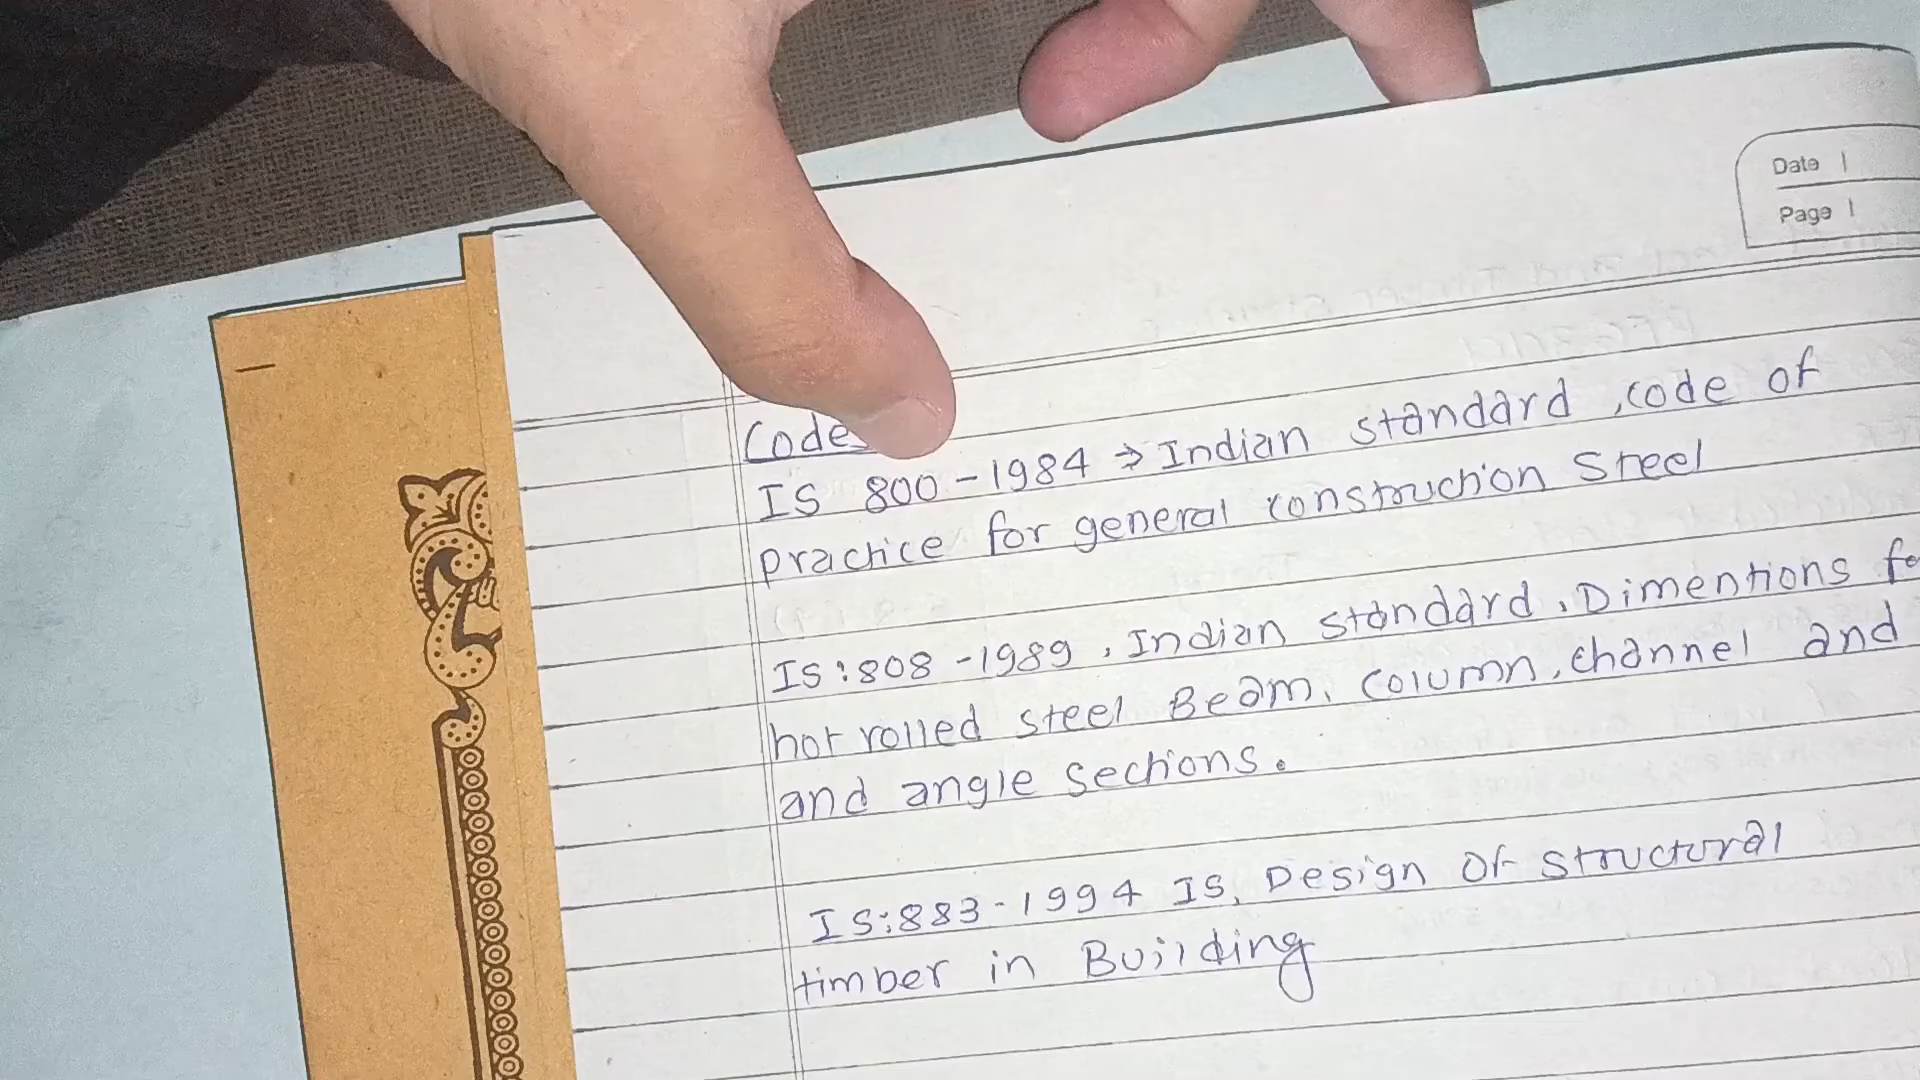 Date
Page
Codes
IS 800-1984 → Indian standard, code of
practice for general construction Steel
IS:808-1989, Indian standard, Dimentions fo
hot rolled steel Beam, column, channel and
and angle sections.
IS:883-1994 IS, Design Of structural
timber in Building